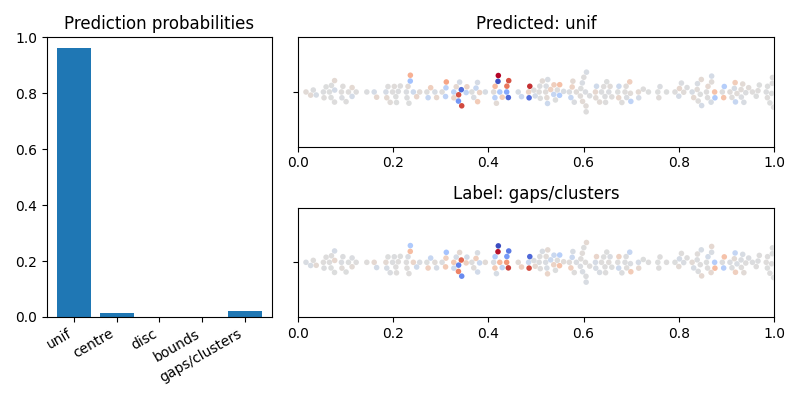 Prediction probabilities
1.0
0.8
0.6
0.4
0.2
0.0
unif
centre
disc
bounds
gaps/clusters
Predicted: unif
0.0 0.2 0.4 0.6 0.8 1.0
Label: gaps/clusters
0.0 0.2 0.4 0.6 0.8 1.0